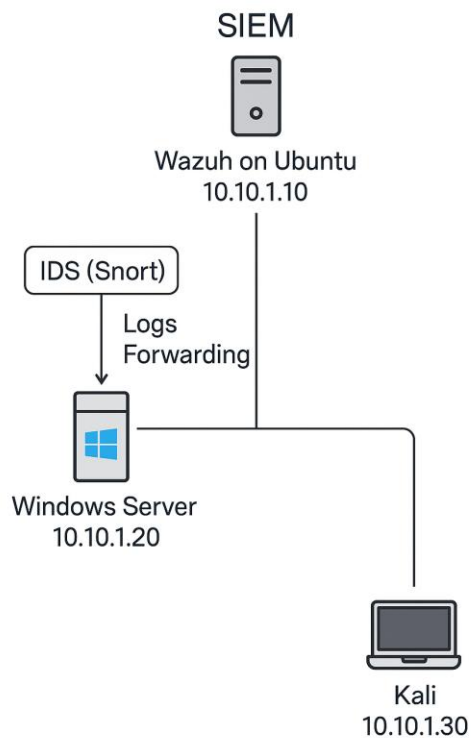 SIEM
Wazuh on Ubuntu
10.10.1.10
IDS (Snort)
Logs
Forwarding
Windows Server
10.10.1.20
Kali
10.10.1.30